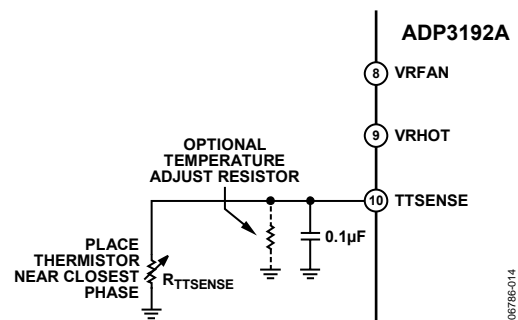 ADP3192A
8 VRFAN
9 VRHOT
OPTIONAL
TEMPERATURE
ADJUST RESISTOR
10 TTSENSE
0.1µF
PLACE
THERMISTOR
NEAR CLOSEST
PHASE
RTTSENSE
06786-014